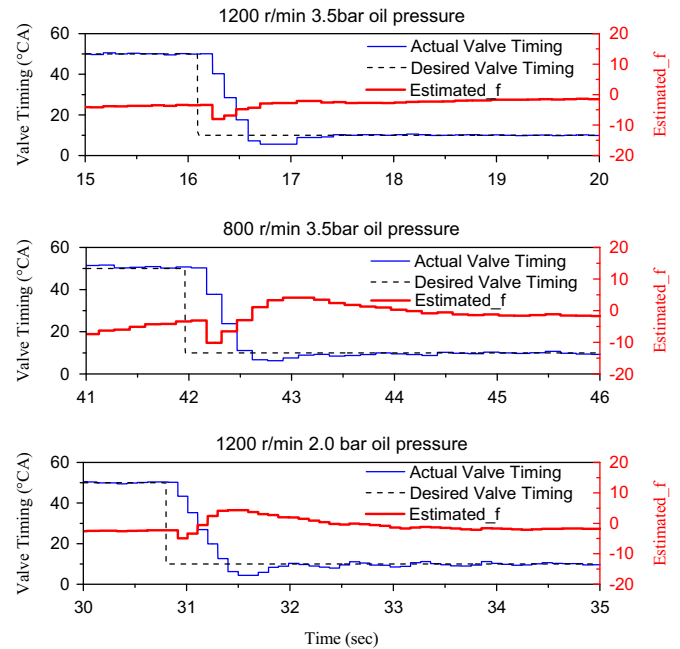 1200 r/min 3.5bar oil pressure
Valve Timing (°CA)
60
40
20
0
Actual Valve Timing
Desired Valve Timing
Estimated_f
20
15
10
5
0
-5
-10
-15
-20
Estimated_f
15 16 17 18 19 20
800 r/min 3.5bar oil pressure
Valve Timing (°CA)
60
40
20
0
Actual Valve Timing
Desired Valve Timing
Estimated_f
20
10
0
-10
-20
Estimated_f
41 42 43 44 45 46
1200 r/min 2.0 bar oil pressure
Valve Timing (°CA)
60
40
20
0
Actual Valve Timing
Desired Valve Timing
Estimated_f
20
10
0
-10
-20
Estimated_f
30 31 32 33 34 35
Time (sec)